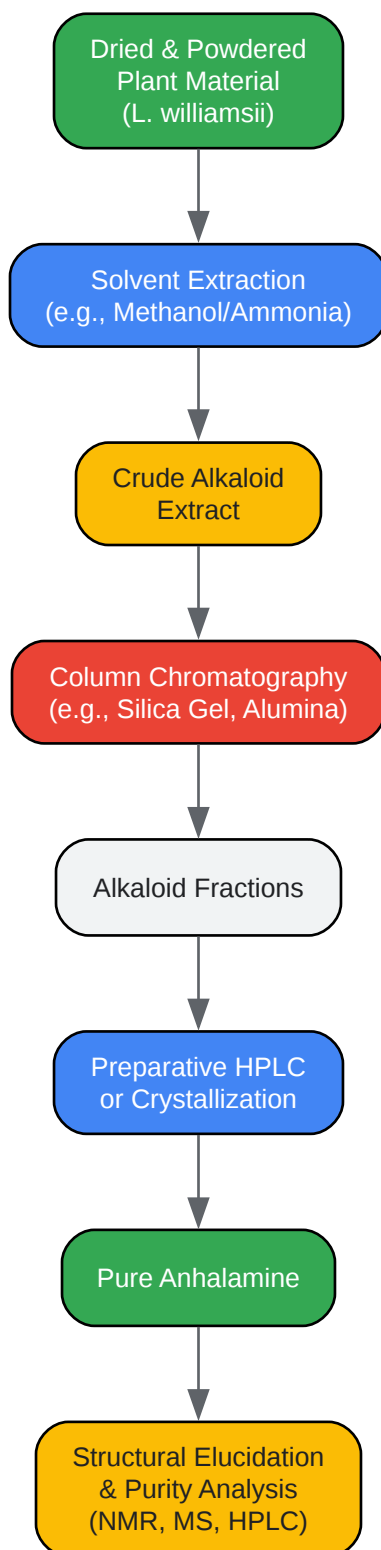 Dried & Powdered
Plant Material
(L. williamsii)
Solvent Extraction
(e.g., Methanol/Ammonia)
Crude Alkaloid
Extract
Column Chromatography
(e.g., Silica Gel, Alumina)
Alkaloid Fractions
Preparative HPLC
or Crystallization
Pure Anhalamine
Structural Elucidation
& Purity Analysis
(NMR, MS, HPLC)